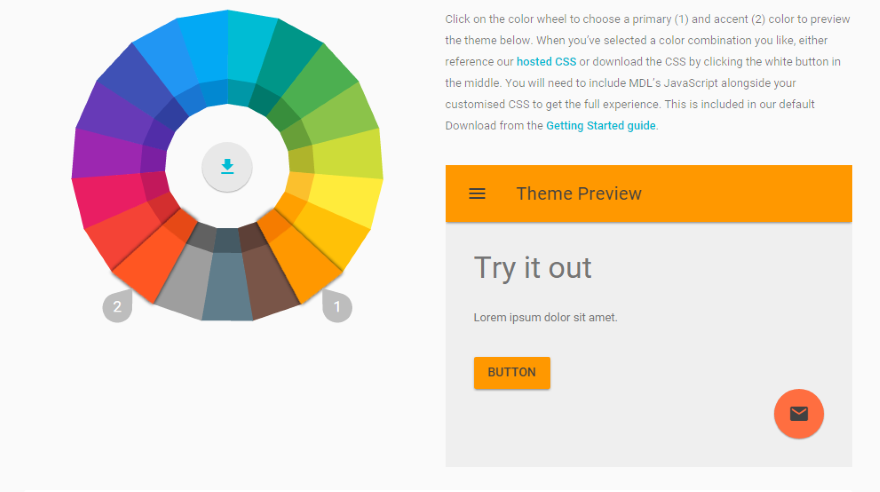 Click on the color wheel to choose a primary (1) and accent (2) color to preview
the theme below. When you've selected a color combination you like, either
reference our hosted CSS or download the CSS by clicking the white button in
the middle. You will need to include MDL's JavaScript alongside your
customised CSS to get the full experience. This is included in our default
Download from the Getting Started guide.
Theme Preview
Try it out
Lorem ipsum dolor sit amet.
BUTTON
2
1